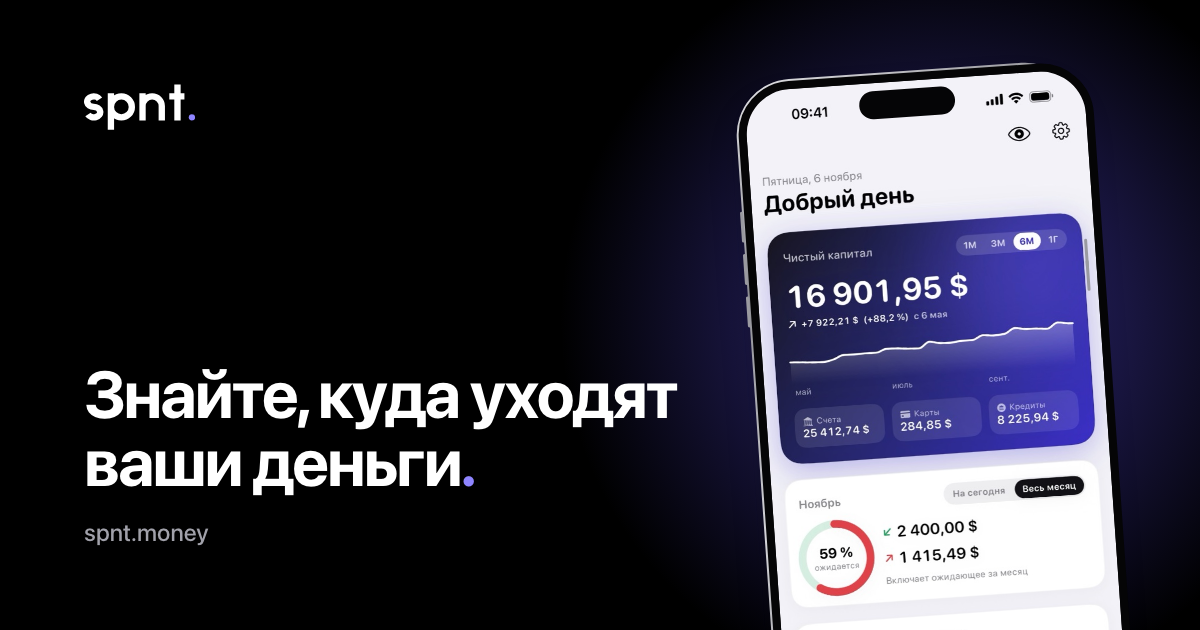 spnt.
Знайте, куда уходят
ваши деньги.
spnt.money
09:41
Пятница, 6 ноября
Добрый день
Чистый капитал
1М 3М 6М 1Г
16 901,95 $
+7 922,21 $ (+88,2 %) с 6 мая
май июль сент.
Счета
25 412,74 $
Карты
284,85 $
Кредиты
8 225,94 $
Ноябрь
На сегодня Весь месяц
59 %
ожидается
2 400,00 $
1 415,49 $
Включает ожидающее за месяц